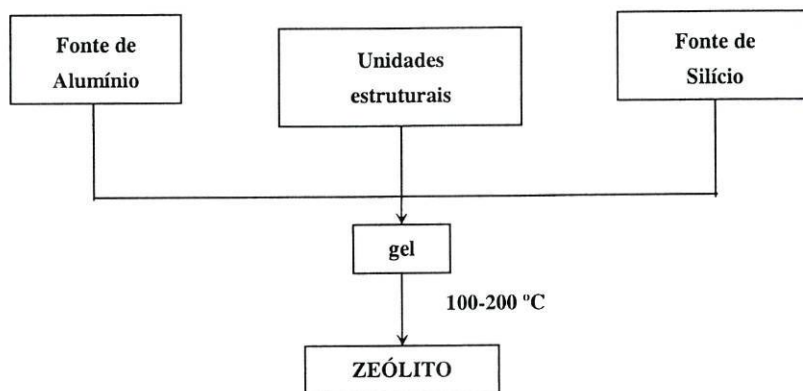 Fonte de
Alumínio
Unidades
estruturais
Fonte de
Silício
gel
100-200 ºC
ZEÓLITO